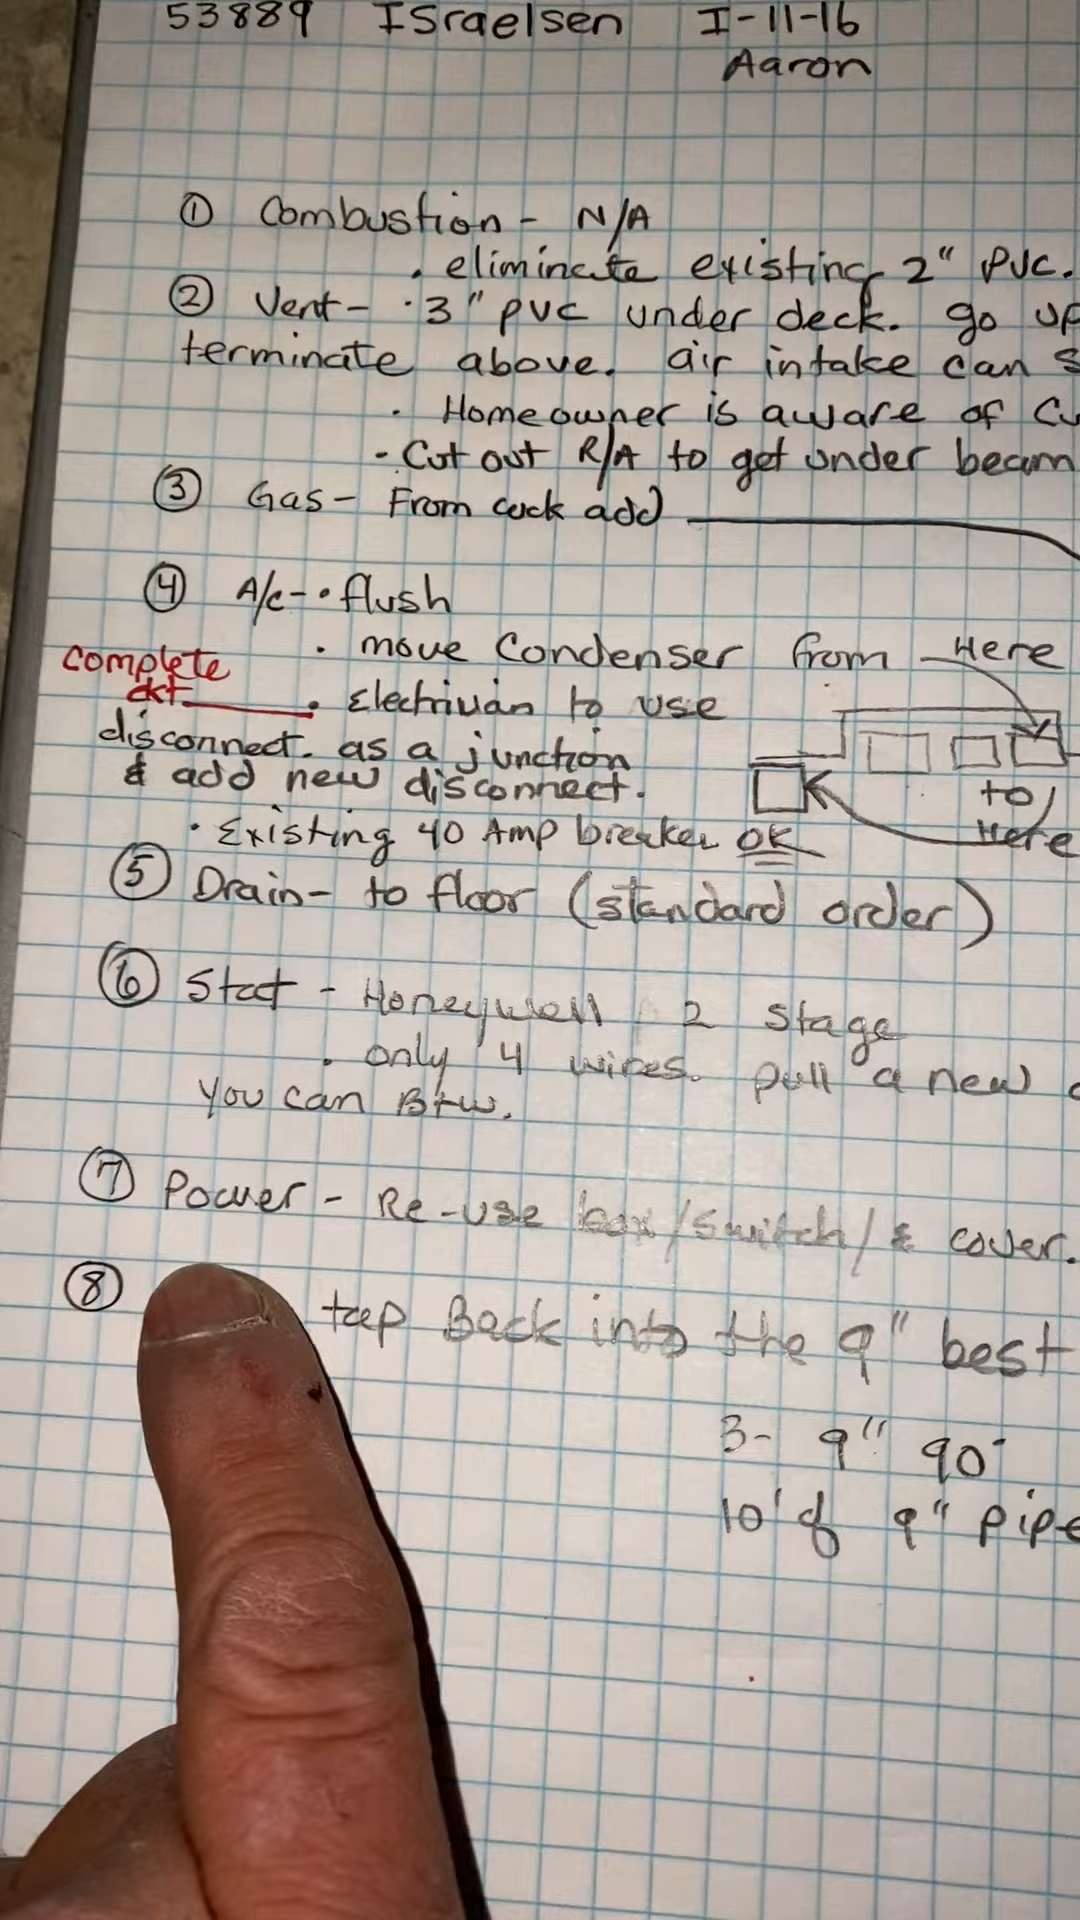 53889 ISraelsen I-11-16
Aaron
① Combustion - N/A
. eliminate existing 2" PVC.
② Vent- ·3" PVC under deck. go up
terminate above. air intake can
· Homeowner is aware of
- Cut out R/A to get under beam
③ Gas- From cock add
④ A/c- • flush
· move Condenser from Here
complete
ckt
. Electrivan to use
disconnect. as a junction
& add new disconnect.
to
Here
· Existing 40 Amp breaker OK
⑤ Drain- to floor (standard order)
⑥ Stat - Honeywell 2 stage
. only 4 wires. pull a new
you can Btw.
⑦ Power - Re-use box/switch/& cover.
⑧ tap Back into the 9" best
3- 9" 90°
10' of 9" pipe